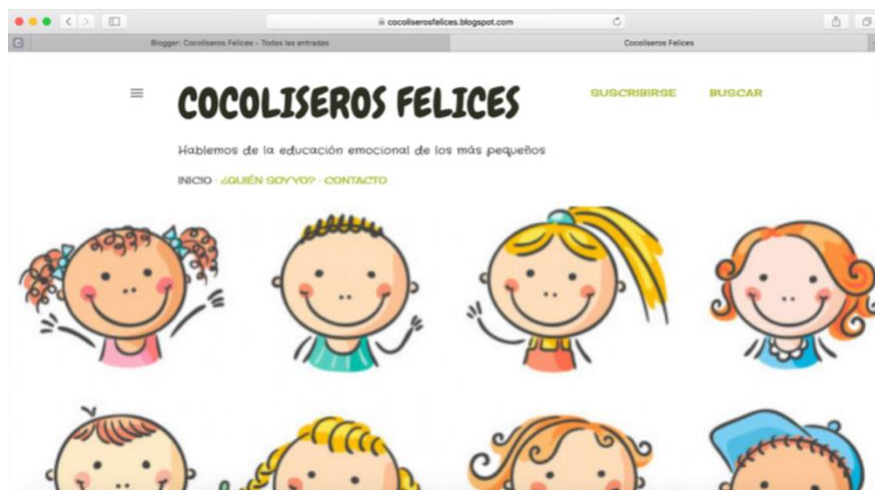 cocoliserosfelices.blogspot.com
Blogger: Cocoliseros Felices - Todas las entradas
Cocoliseros Felices
COCOLISEROS FELICES
SUSCRIBIRSE
BUSCAR
Hablemos de la educación emocional de los más pequeños
INICIO · ¿QUIÉN SOY YO? · CONTACTO